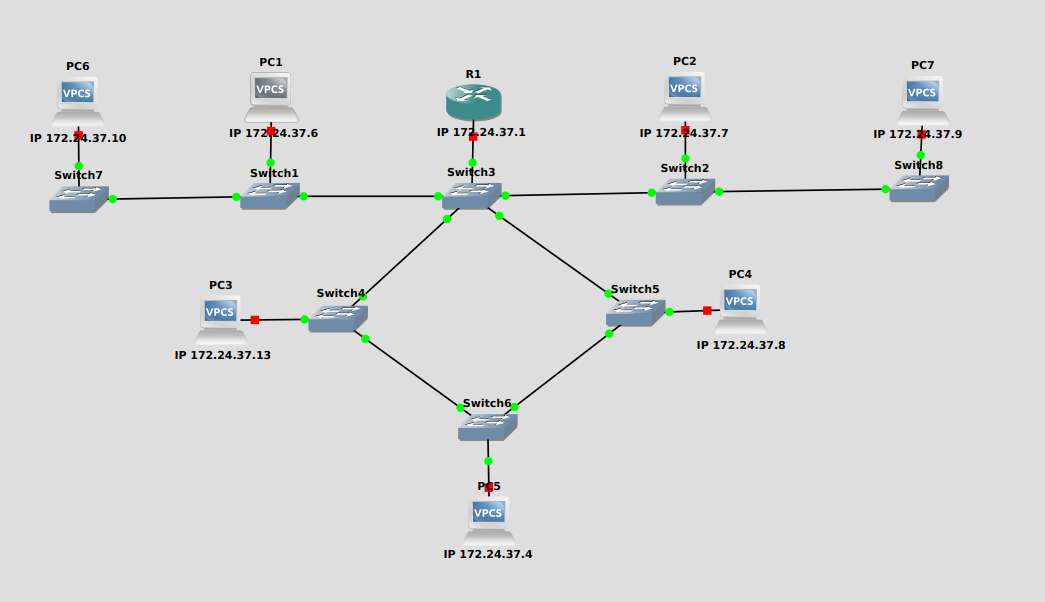 PC6
VPCS
IP 172.24.37.10
Switch7
PC1
VPCS
IP 172.24.37.6
Switch1
R1
IP 172.24.37.1
Switch3
PC2
VPCS
IP 172.24.37.7
Switch2
PC7
VPCS
IP 172.24.37.9
Switch8
PC3
VPCS
IP 172.24.37.13
Switch4
Switch5
PC4
VPCS
IP 172.24.37.8
Switch6
PC5
VPCS
IP 172.24.37.4